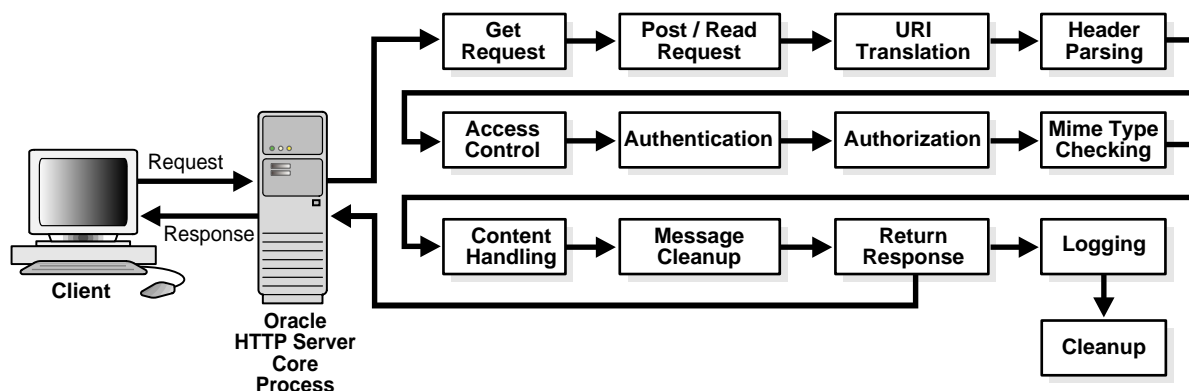 Get
Request
Post / Read
Request
URI
Translation
Header
Parsing
Access
Control
Authentication
Authorization
Mime Type
Checking
Request
Response
Client
Oracle
HTTP Server
Core
Process
Content
Handling
Message
Cleanup
Return
Response
Logging
Cleanup